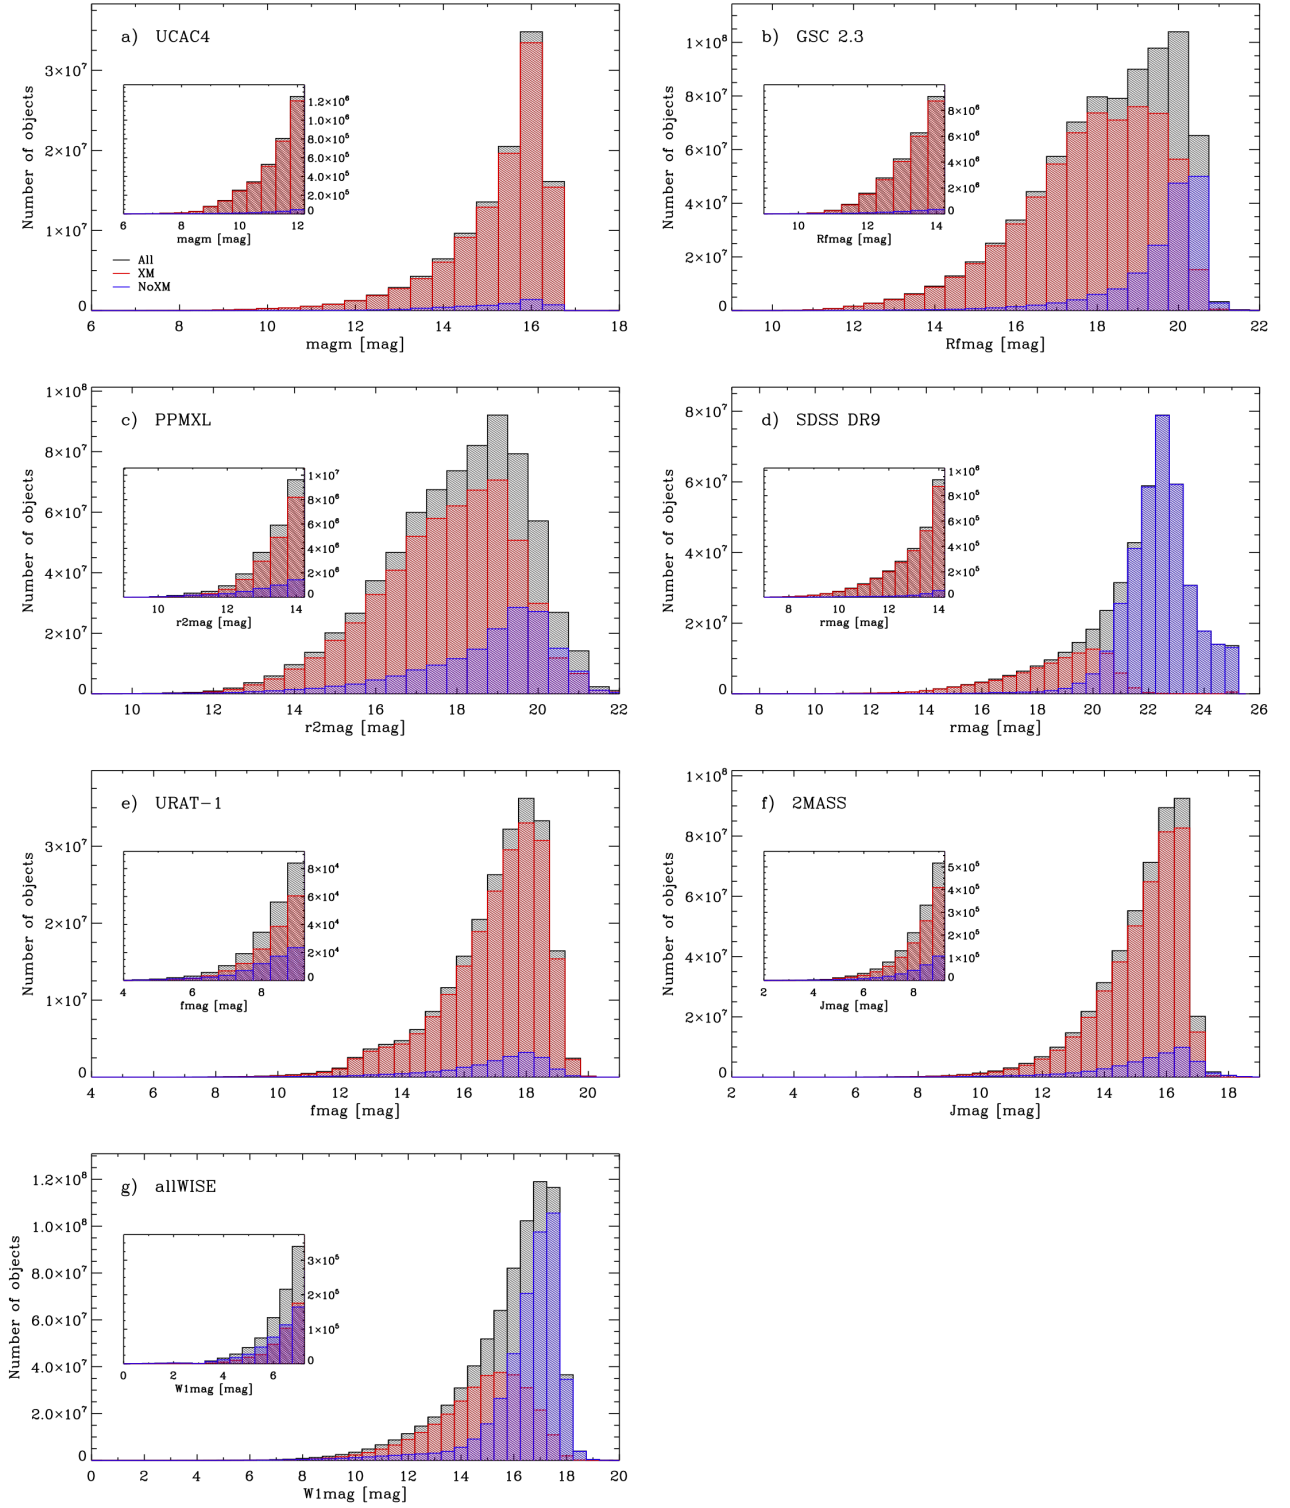 a) UCAC4
Number of objects
3×10⁷
2×10⁷
1×10⁷
0
1.2×10⁶
1.0×10⁶
8.0×10⁵
6.0×10⁵
4.0×10⁵
2.0×10⁵
0
6 8 10 12
magm [mag]
All
XM
NoXM
6 8 10 12 14 16 18
magm [mag]
b) GSC 2.3
Number of objects
1×10⁸
8×10⁷
6×10⁷
4×10⁷
2×10⁷
0
8×10⁶
6×10⁶
4×10⁶
2×10⁶
0
10 12 14
Rfmag [mag]
10 12 14 16 18 20 22
Rfmag [mag]
c) PPMXL
Number of objects
1×10⁸
8×10⁷
6×10⁷
4×10⁷
2×10⁷
0
1×10⁷
8×10⁶
6×10⁶
4×10⁶
2×10⁶
0
10 12 14
r2mag [mag]
10 12 14 16 18 20 22
r2mag [mag]
d) SDSS DR9
Number of objects
8×10⁷
6×10⁷
4×10⁷
2×10⁷
0
1×10⁶
8×10⁵
6×10⁵
4×10⁵
2×10⁵
0
8 10 12 14
rmag [mag]
8 10 12 14 16 18 20 22 24 26
rmag [mag]
e) URAT-1
Number of objects
3×10⁷
2×10⁷
1×10⁷
0
8×10⁴
6×10⁴
4×10⁴
2×10⁴
0
4 6 8
fmag [mag]
4 6 8 10 12 14 16 18 20
fmag [mag]
f) 2MASS
Number of objects
1×10⁸
8×10⁷
6×10⁷
4×10⁷
2×10⁷
0
5×10⁵
4×10⁵
3×10⁵
2×10⁵
1×10⁵
0
2 4 6 8
Jmag [mag]
2 4 6 8 10 12 14 16 18
Jmag [mag]
g) allWISE
Number of objects
1.2×10⁸
1.0×10⁸
8.0×10⁷
6.0×10⁷
4.0×10⁷
2.0×10⁷
0
3×10⁵
2×10⁵
1×10⁵
0
0 2 4 6
W1mag [mag]
0 2 4 6 8 10 12 14 16 18 20
W1mag [mag]